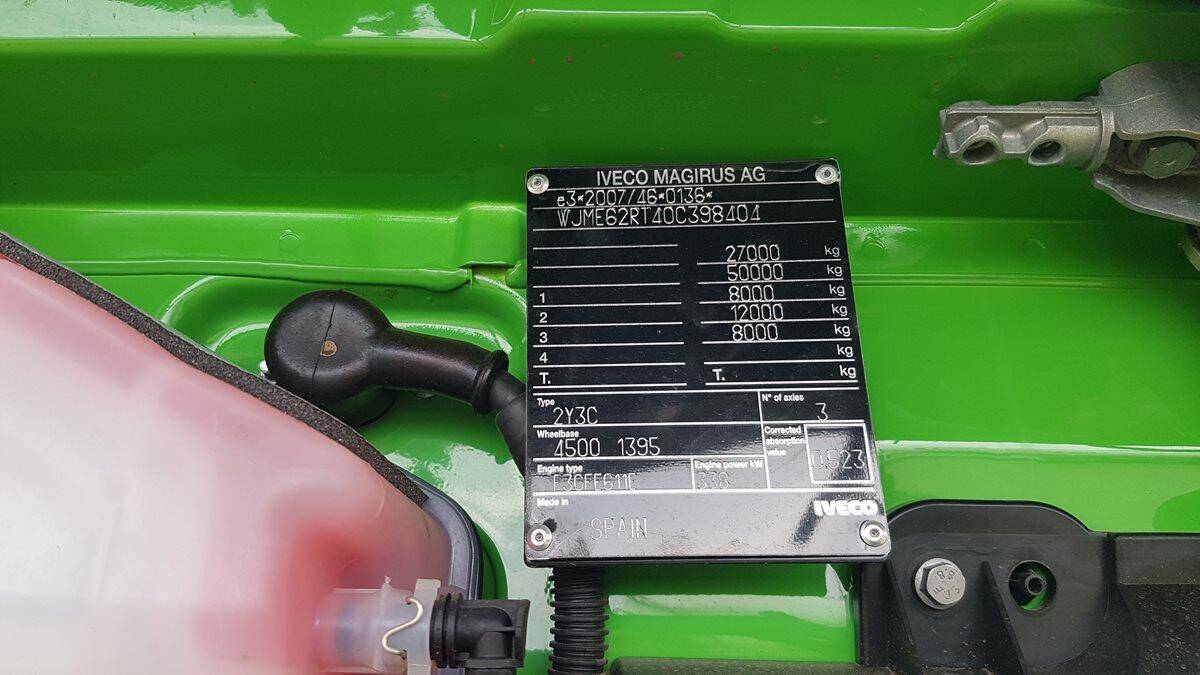 IVECO MAGIRUS AG
e3*2007/46*0136*
WJME62RT40C398404
27000 kg
50000 kg
1 8000 kg
2 12000 kg
3 8000 kg
4 kg
T. T. kg
Type 2Y3C N° of axles 3
Wheelbase 4500 1395 Corrected absorption value 0.523
Engine type F3GFE611E Engine power kW 338
Made in SPAIN
IVECO
8.8